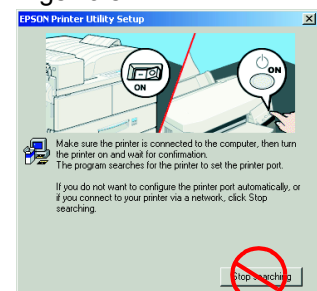 EPSON Printer Utility Setup
ON
ON
Make sure the printer is connected to the computer, then turn
the printer on and wait for confirmation.
The program searches for the printer to set the printer port.
If you do not want to configure the printer port automatically, or
if you connect to your printer via a network, click Stop
searching.
Stop searching